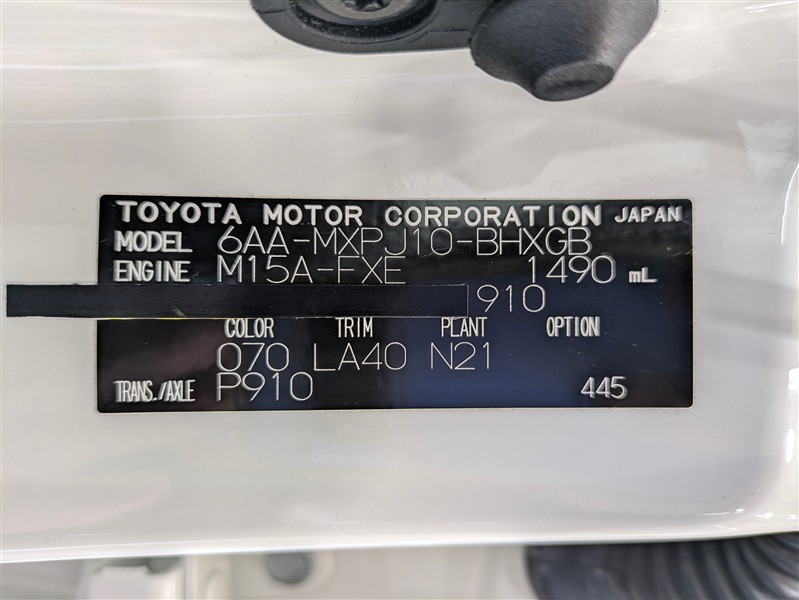 TOYOTA MOTOR CORPORATION JAPAN
MODEL 6AA-MXPJ10-BHXGB
ENGINE M15A-FXE 1490 mL
910
COLOR TRIM PLANT OPTION
070 LA40 N21
TRANS./AXLE P910 445